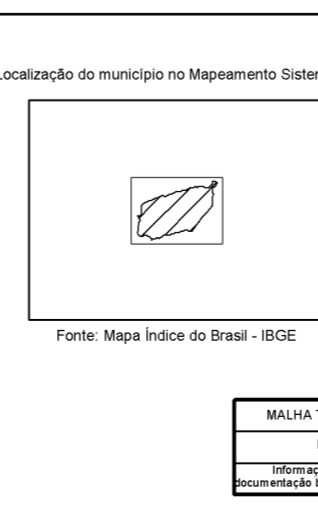 Localização do município no Mapeamento Sister
Fonte: Mapa Índice do Brasil - IBGE
MALHA
Informaç
documentação b